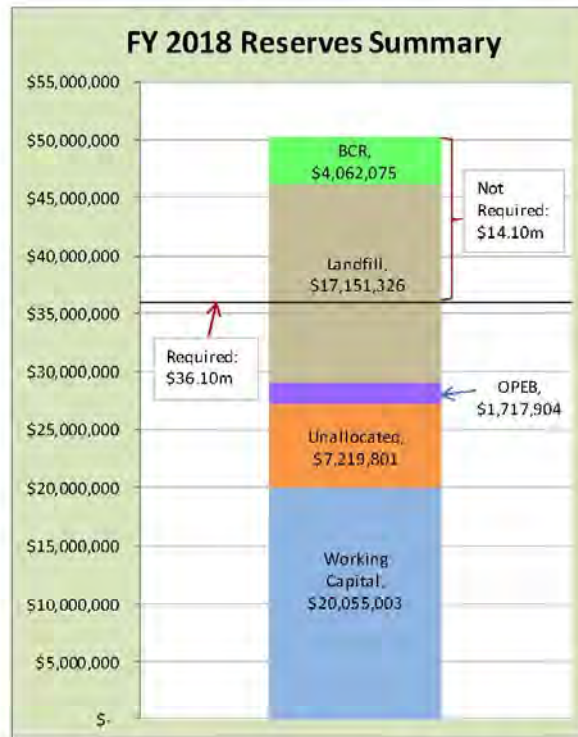 FY 2018 Reserves Summary
$55,000,000
$50,000,000
$45,000,000
$40,000,000
$35,000,000
$30,000,000
$25,000,000
$20,000,000
$15,000,000
$10,000,000
$5,000,000
$-
BCR,
$4,062,075
Not
Required:
$14.10m
Landfill,
$17,151,326
Required:
$36.10m
OPEB,
$1,717,904
Unallocated,
$7,219,801
Working
Capital,
$20,055,003